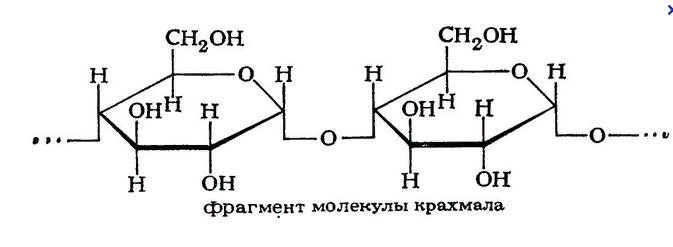 CH₂OH CH₂OH
H O H H O H
OH H H OH H H
... O O ...
H OH H OH
фрагмент молекулы крахмала